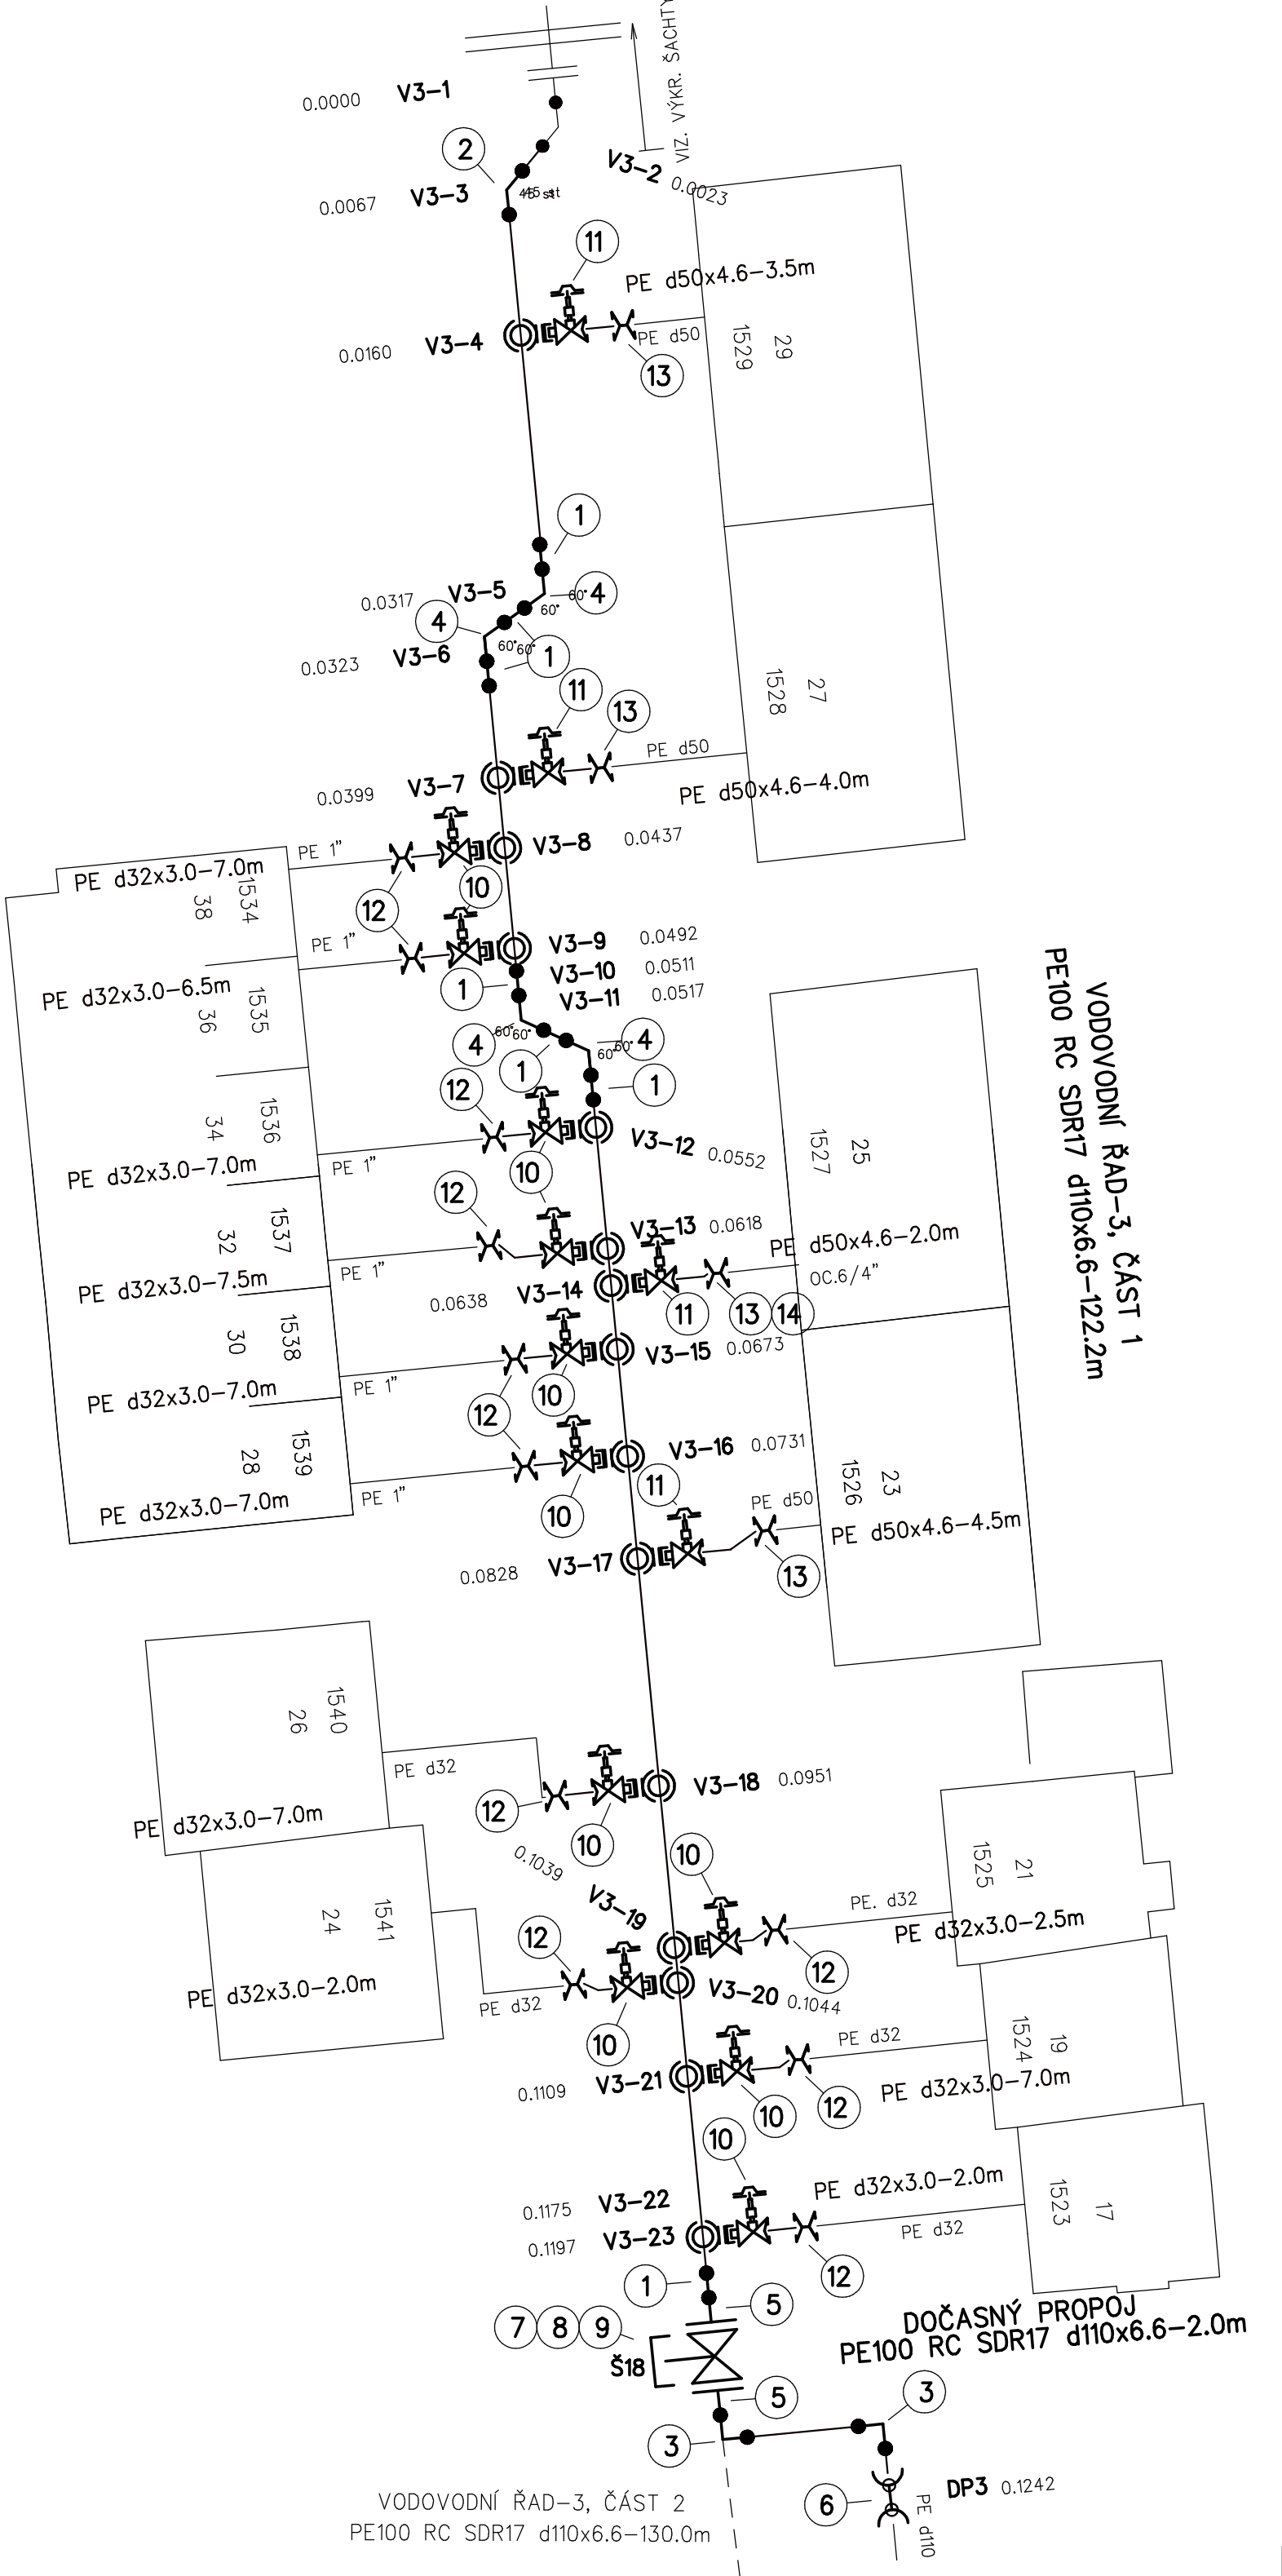 VIZ. VÝKR. ŠACHTY
0.0000 V3-1
2
V3-2 0.0023
0.0067 V3-3
11
PE d50x4.6-3.5m
0.0160 V3-4
PE d50
13
1529 29
1
0.0317 V3-5
4
60°
60°
4
60°
60°
1
0.0323 V3-6
11
13
1528 27
PE d50
0.0399 V3-7
PE d50x4.6-4.0m
V3-8 0.0437
PE 1"
PE d32x3.0-7.0m
10
12
38 1534
V3-9 0.0492
PE 1"
V3-10 0.0511
1
V3-11 0.0517
PE d32x3.0-6.5m
36 1535
4
60°
60°
4
60°
60°
1
1
12
34 1536
V3-12 0.0552
PE 1"
10
PE d32x3.0-7.0m
1527 25
12
V3-13 0.0618
32 1537
PE d50x4.6-2.0m
PE 1"
OC.6/4"
PE d32x3.0-7.5m
0.0638 V3-14
11
13
14
30 1538
V3-15 0.0673
PE 1"
PE d32x3.0-7.0m
10
12
V3-16 0.0731
28 1539
PE 1"
PE d32x3.0-7.0m
10
11
PE d50
1526 23
PE d50x4.6-4.5m
0.0828 V3-17
13
VODOVODNÍ ŘAD-3, ČÁST 1
PE100 RC SDR17 d110x6.6-122.2m
26 1540
PE d32
V3-18 0.0951
12
10
PE d32x3.0-7.0m
0.1039
V3-19
10
1525 21
PE. d32
PE d32x3.0-2.5m
24 1541
12
12
PE d32x3.0-2.0m
PE d32
V3-20 0.1044
10
PE d32
1524 19
0.1109 V3-21
PE d32x3.0-7.0m
10
12
10
PE d32x3.0-2.0m
0.1175 V3-22
0.1197 V3-23
PE d32
1523 17
12
1
5
7
8
9
Š18
DOČASNÝ PROPOJ
PE100 RC SDR17 d110x6.6-2.0m
5
3
3
6
DP3 0.1242
PE d110
VODOVODNÍ ŘAD-3, ČÁST 2
PE100 RC SDR17 d110x6.6-130.0m